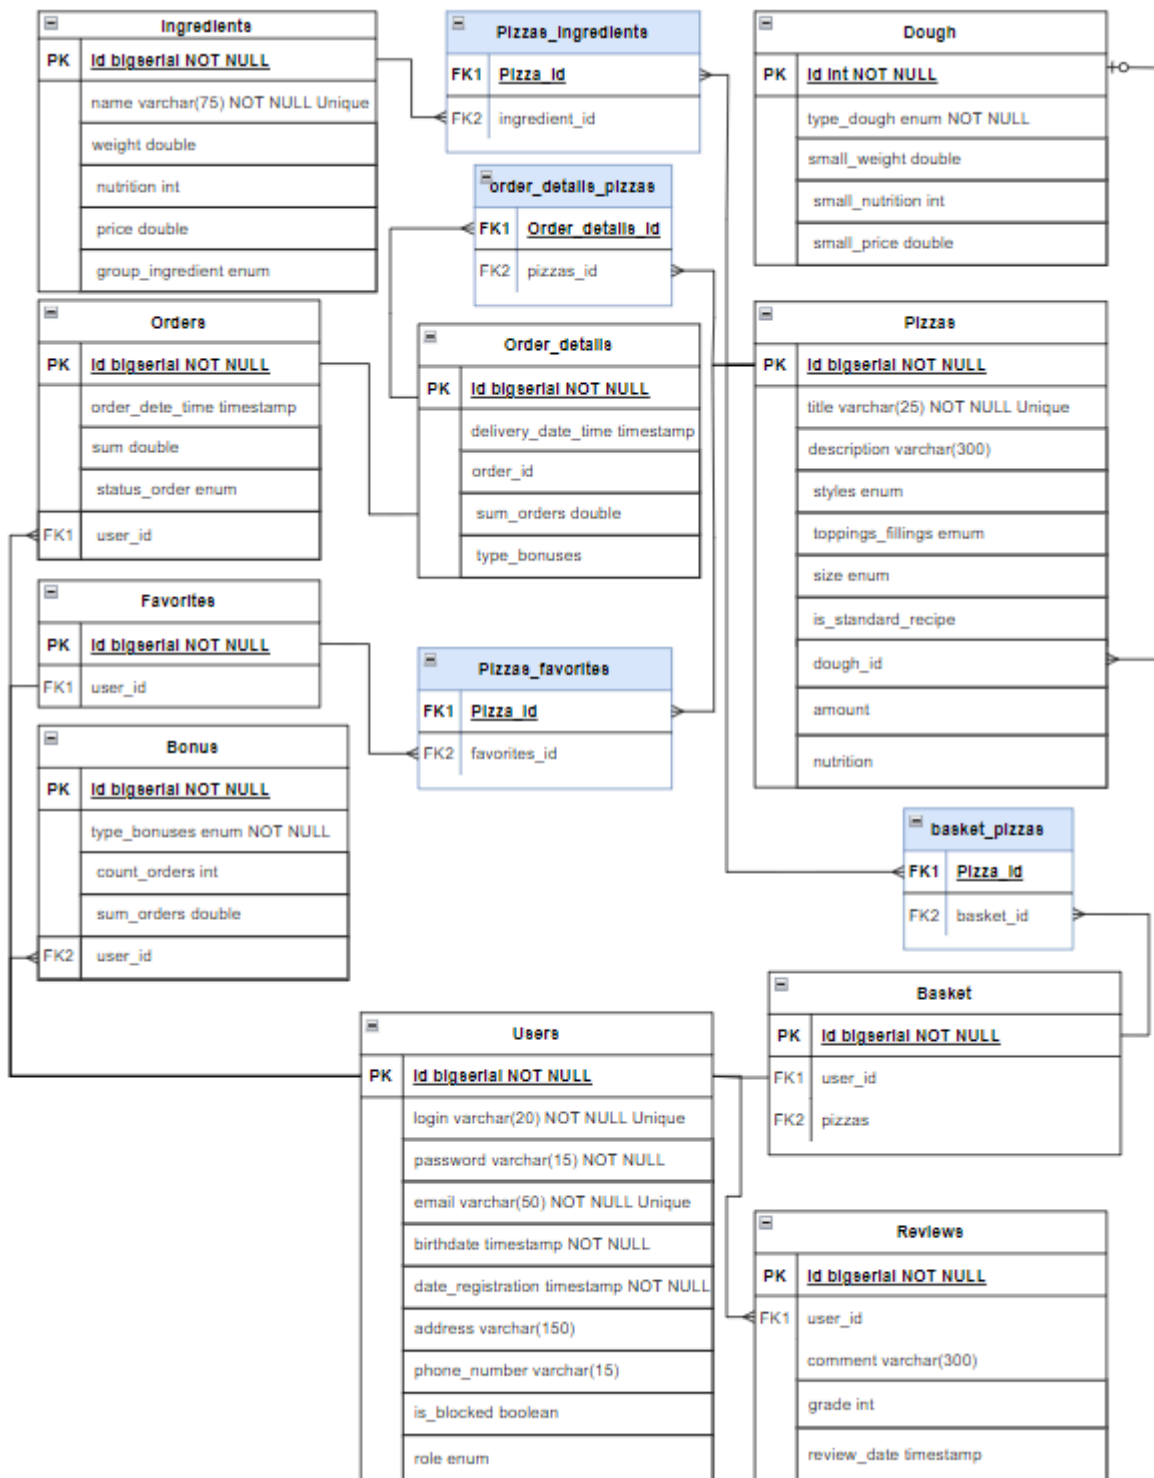 Ingredients
PK Id bigserial NOT NULL
name varchar(75) NOT NULL Unique
weight double
nutrition int
price double
group_ingredient enum
Pizzas_Ingredients
FK1 Pizza_Id
FK2 ingredient_id
Dough
PK Id Int NOT NULL
type_dough enum NOT NULL
small_weight double
small_nutrition int
small_price double
order_details_pizzas
FK1 Order_details_Id
FK2 pizzas_id
Orders
PK Id bigserial NOT NULL
order_dete_time timestamp
sum double
status_order enum
FK1 user_id
Order_details
PK Id bigserial NOT NULL
delivery_date_time timestamp
order_id
sum_orders double
type_bonuses
Pizzas
PK Id bigserial NOT NULL
title varchar(25) NOT NULL Unique
description varchar(300)
styles enum
toppings_fillings emum
size enum
is_standard_recipe
dough_id
amount
nutrition
Favorites
PK Id bigserial NOT NULL
FK1 user_id
Pizzas_favorites
FK1 Pizza_Id
FK2 favorites_id
Bonus
PK Id bigserial NOT NULL
type_bonuses enum NOT NULL
count_orders int
sum_orders double
FK2 user_id
basket_pizzas
FK1 Pizza_Id
FK2 basket_id
Basket
PK Id bigserial NOT NULL
FK1 user_id
FK2 pizzas
Users
PK Id bigserial NOT NULL
login varchar(20) NOT NULL Unique
password varchar(15) NOT NULL
email varchar(50) NOT NULL Unique
birthdate timestamp NOT NULL
date_registration timestamp NOT NULL
address varchar(150)
phone_number varchar(15)
is_blocked boolean
role enum
Reviews
PK Id bigserial NOT NULL
FK1 user_id
comment varchar(300)
grade int
review_date timestamp